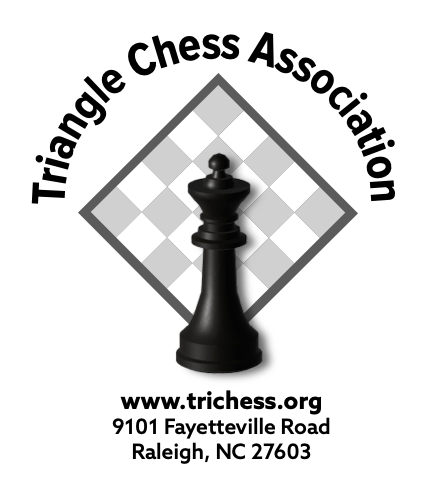 Triangle Chess Association
www.trichess.org
9101 Fayetteville Road
Raleigh, NC 27603